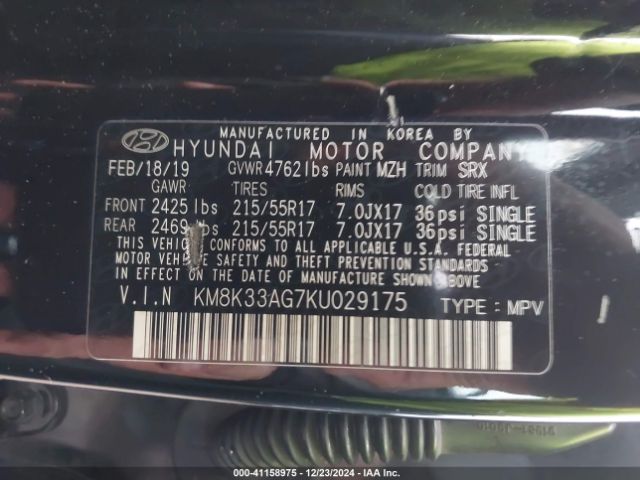 MANUFACTURED IN KOREA BY
HYUNDAI MOTOR COMPANY
FEB/18/19 GVWR 4762lbs PAINT MZH TRIM SRX
GAWR TIRES RIMS COLD TIRE INFL
FRONT 2425 lbs 215/55R17 7.0JX17 36psi SINGLE
REAR 2469 lbs 215/55R17 7.0JX17 36psi SINGLE
THIS VEHICLE CONFORMS TO ALL APPLICABLE U.S.A. FEDERAL
MOTOR VEHICLE SAFETY AND THEFT PREVENTION STANDARDS
IN EFFECT ON THE DATE OF MANUFACTURE SHOWN ABOVE.
V.I.N KM8K33AG7KU029175 TYPE : MPV
000-41158975 - 12/23/2024 - IAA Inc.